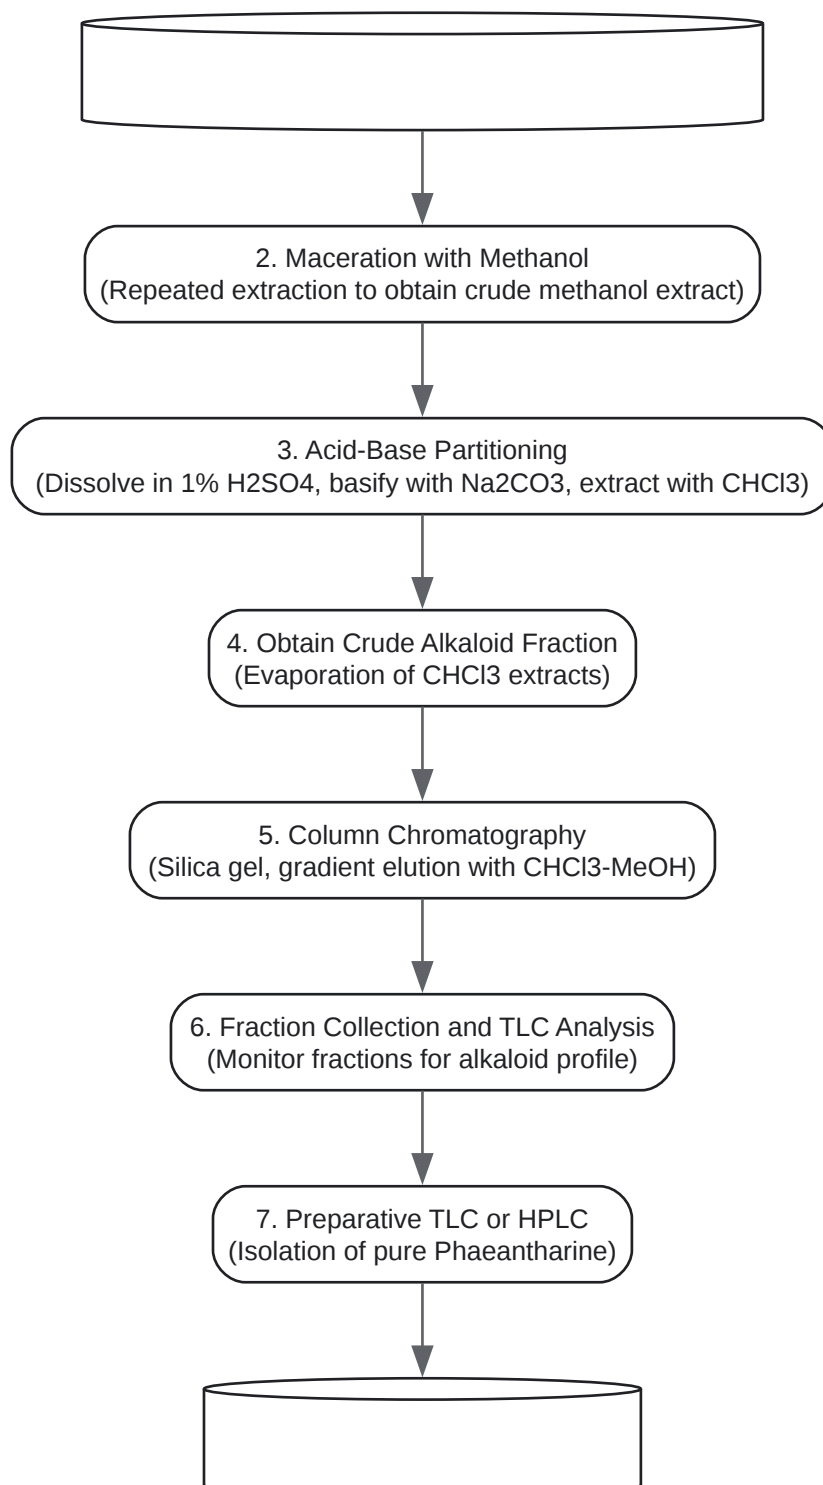 2. Maceration with Methanol
(Repeated extraction to obtain crude methanol extract)
3. Acid-Base Partitioning
(Dissolve in 1% H2SO4, basify with Na2CO3, extract with CHCl3)
4. Obtain Crude Alkaloid Fraction
(Evaporation of CHCl3 extracts)
5. Column Chromatography
(Silica gel, gradient elution with CHCl3-MeOH)
6. Fraction Collection and TLC Analysis
(Monitor fractions for alkaloid profile)
7. Preparative TLC or HPLC
(Isolation of pure Phaeantharine)